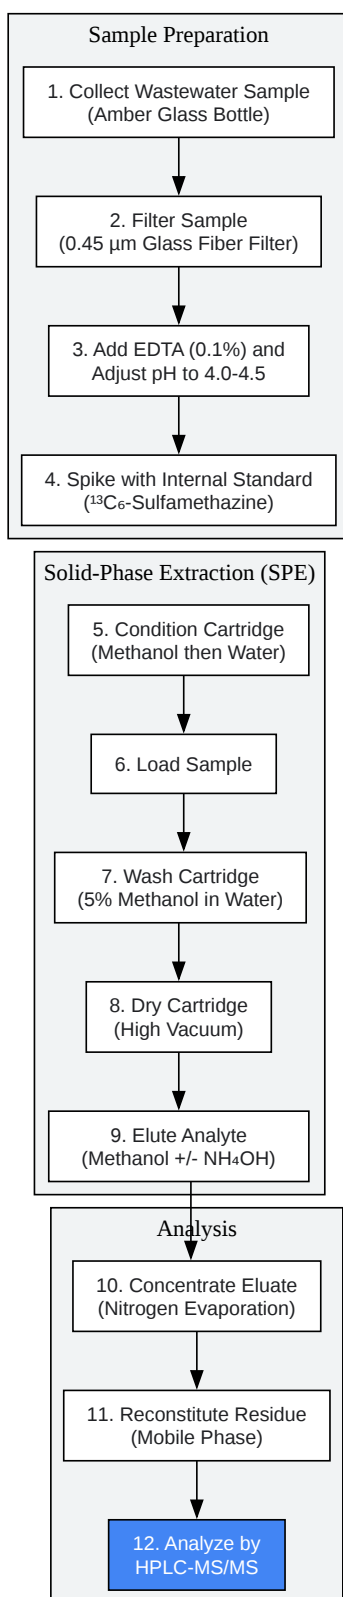 Sample Preparation
1. Collect Wastewater Sample
(Amber Glass Bottle)
2. Filter Sample
(0.45 µm Glass Fiber Filter)
3. Add EDTA (0.1%) and
Adjust pH to 4.0-4.5
4. Spike with Internal Standard
(¹³C₆-Sulfamethazine)
Solid-Phase Extraction (SPE)
5. Condition Cartridge
(Methanol then Water)
6. Load Sample
7. Wash Cartridge
(5% Methanol in Water)
8. Dry Cartridge
(High Vacuum)
9. Elute Analyte
(Methanol +/- NH₄OH)
Analysis
10. Concentrate Eluate
(Nitrogen Evaporation)
11. Reconstitute Residue
(Mobile Phase)
12. Analyze by
HPLC-MS/MS